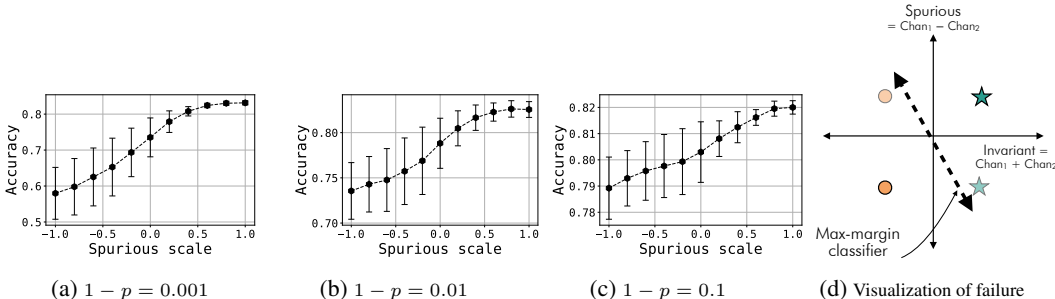 0.8
0.7
0.6
0.5
Accuracy
−1.0 −0.5 0.0 0.5 1.0
Spurious scale
(a) 1 − p = 0.001
0.80
0.75
0.70
Accuracy
−1.0 −0.5 0.0 0.5 1.0
Spurious scale
(b) 1 − p = 0.01
0.82
0.81
0.80
0.79
0.78
Accuracy
−1.0 −0.5 0.0 0.5 1.0
Spurious scale
(c) 1 − p = 0.1
Spurious
= Chan₁ − Chan₂
Invariant =
Chan₁ + Chan₂
Max-margin
classifier
(d) Visualization of failure